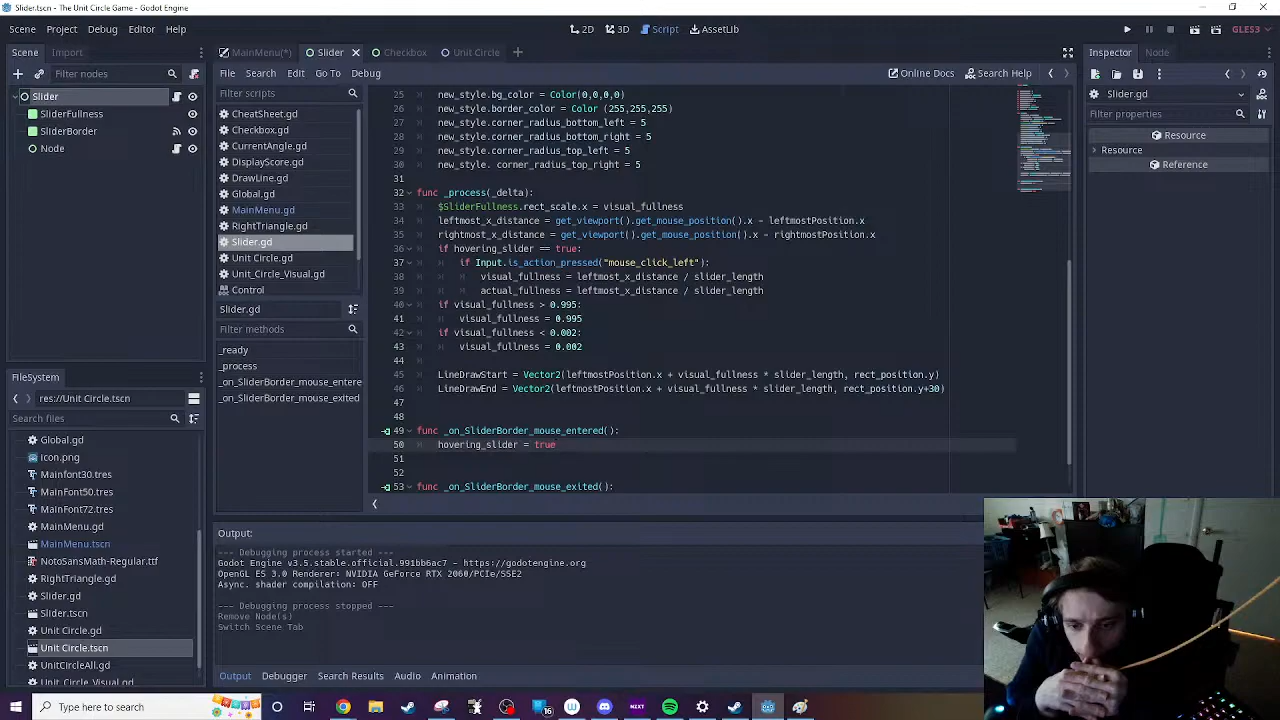 Slider.tscn - The Unit Circle Game - Godot Engine
Scene Project Debug Editor Help
2D 3D Script AssetLib
GLES3
Scene Import
MainMenu(*) Slider Checkbox Unit Circle
Inspector Node
Filter nodes
File Search Edit Go To Debug
Online Docs Search Help
Slider
SliderFullness
SliderBorder
Node
Filter scripts
CheatSheet.gd
Checkbox.gd
CurrentAngle.gd
DisplayScore.gd
DrawLine.gd
Global.gd
MainMenu.gd
RightTriangle.gd
Slider.gd
Unit Circle.gd
Unit_Circle_Visual.gd
Control
Slider.gd
Filter methods
_ready
_process
_on_SliderBorder_mouse_entere
_on_SliderBorder_mouse_exited
25 new_style.bg_color = Color(0,0,0,0)
26 new_style.border_color = Color (255,255,255)
27 new_style.corner_radius_bottom_left = 5
28 new_style.corner_radius_bottom_right = 5
29 new_style.corner_radius_top_left = 5
30 new_style. corner_radius_top_right = 5
31
32 func _process(_delta):
33 $SliderFullness.rect_scale.x = visual_fullness
34 leftmost_x_distance = get_viewport().get_mouse_position().x - leftmostPosition.x
35 rightmost_x_distance = get_viewport().get_mouse_position().x - rightmostPosition.x
36 if hovering_slider == true:
37 if Input.is_action_pressed("mouse_click_left"):
38 visual_fullness = leftmost_x_distance / slider_length
39 actual_fullness = leftmost_x_distance / slider_length
40 if visual_fullness > 0.995:
41 visual_fullness = 0.995
42 if visual_fullness < 0.002:
43 visual_fullness = 0.002
44
45 LineDrawStart = Vector2(leftmostPosition.x + visual_fullness * slider_length, rect_position.y)
46 LineDrawEnd = Vector2(leftmostPosition.x + visual_fullness * slider_length, rect_position.y+30)
47
48
49 func _on_SliderBorder_mouse_entered():
50 hovering_slider = true
51
52
53 func _on_SliderBorder_mouse_exited():
Slider.gd
Filter properties
Resource
Resource
Reference
FileSystem
res://Unit Circle.tscn
Search files
Global.gd
icon.png
Mainfont30.tres
MainFont50.tres
MainFont72.tres
MainMenu.gd
MainMenu.tscn
NotoSansMath-Regular.ttf
RightTriangle.gd
Slider.gd
Slider.tscn
Unit Circle.gd
Unit Circle.tscn
UnitCircleAll.gd
Unit_Circle_Visual.gd
Output:
--- Debugging process started ---
Godot Engine v3.5.stable.official.991bb6ac7 - https://godotengine.org
OpenGL ES 3.0 Renderer: NVIDIA GeForce RTX 2060/PCIe/SSE2
Async. shader compilation: OFF
--- Debugging process stopped ---
Remove Node(s)
Switch Scene Tab
Output Debugger Search Results Audio Animation
Type here to search
16
NXT